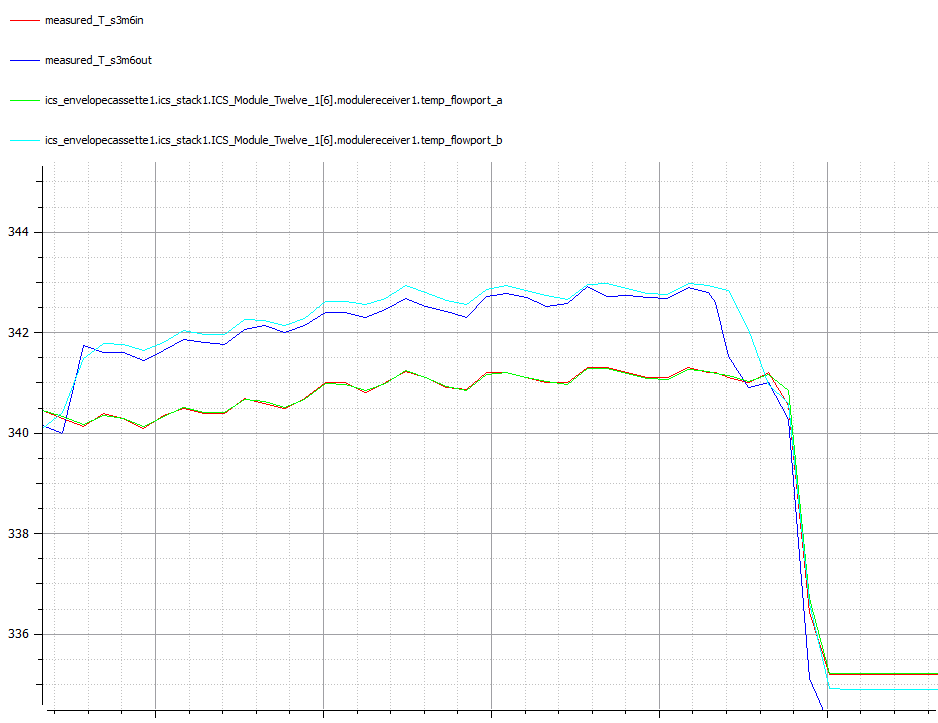 measured_T_s3m6in
measured_T_s3m6out
ics_envelopecassette1.ics_stack1.ICS_Module_Twelve_1[6].modulereceiver1.temp_flowport_a
ics_envelopecassette1.ics_stack1.ICS_Module_Twelve_1[6].modulereceiver1.temp_flowport_b
344
342
340
338
336